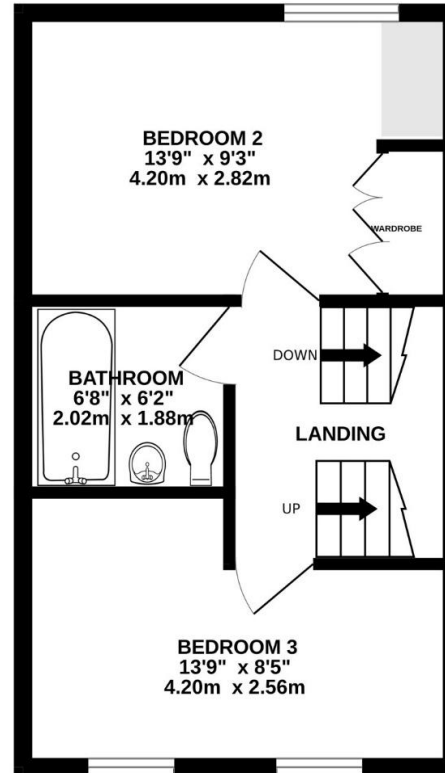 BEDROOM 2
13'9" x 9'3"
4.20m x 2.82m
WARDROBE
BATHROOM
6'8" x 6'2"
2.02m x 1.88m
DOWN
LANDING
UP
BEDROOM 3
13'9" x 8'5"
4.20m x 2.56m